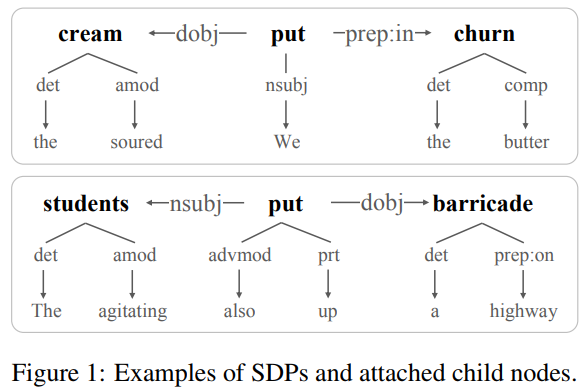 cream dobj put prep:in churn
det amod nsubj det comp
the soured We the butter
students nsubj put dobj barricade
det amod advmod prt det prep:on
The agitating also up a highway
Figure 1: Examples of SDPs and attached child nodes.